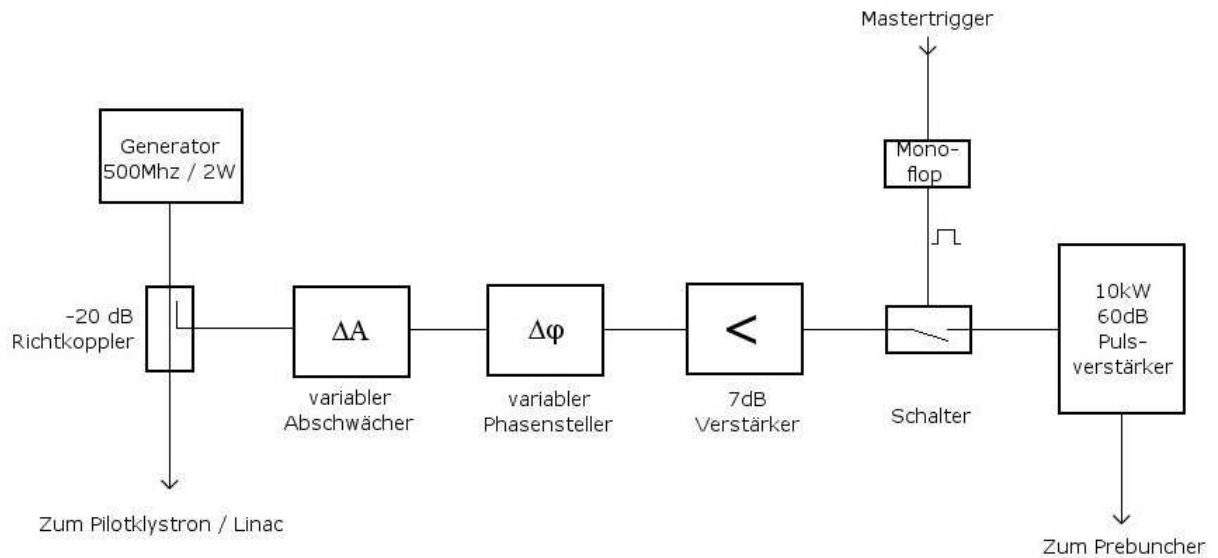 Mastertrigger
Generator
500Mhz / 2W
Mono-
flop
-20 dB
Richtkoppler
ΔA
Δφ
<
10kW
60dB
Puls-
verstärker
variabler
Abschwächer
variabler
Phasensteller
7dB
Verstärker
Schalter
Zum Pilotklystron / Linac
Zum Prebuncher